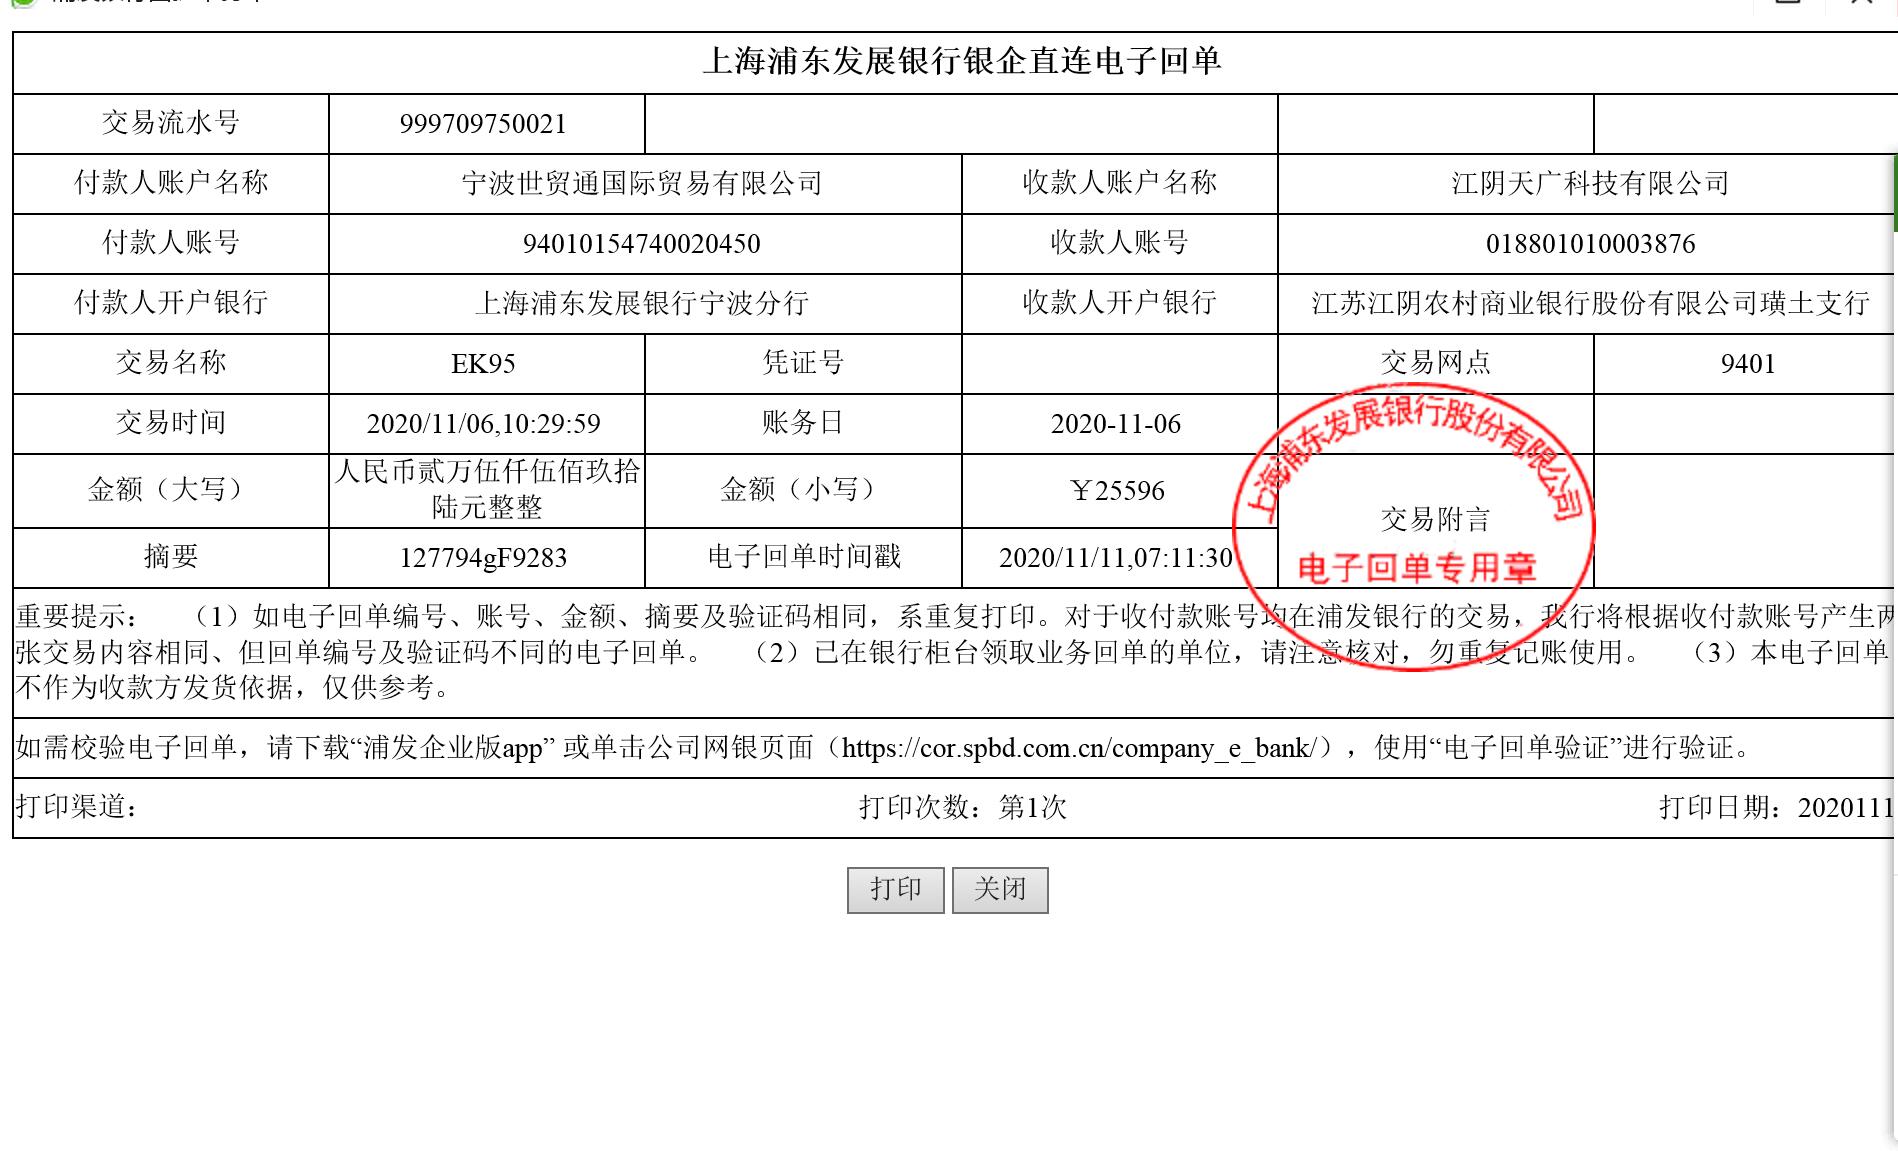 上海浦东发展银行银企直连电子回单
交易流水号 999709750021
付款人账户名称 宁波世贸通国际贸易有限公司 收款人账户名称 江阴天广科技有限公司
付款人账号 94010154740020450 收款人账号 018801010003876
付款人开户银行 上海浦东发展银行宁波分行 收款人开户银行 江苏江阴农村商业银行股份有限公司璜土支行
交易名称 EK95 凭证号 交易网点 9401
交易时间 2020/11/06,10:29:59 账务日 2020-11-06
金额（大写） 人民币贰万伍仟伍佰玖拾
陆元整整
金额（小写） ￥25596
交易附言
摘要 127794gF9283 电子回单时间戳 2020/11/11,07:11:30
上海浦东发展银行股份有限公司
电子回单专用章
重要提示： （1）如电子回单编号、账号、金额、摘要及验证码相同，系重复打印。对于收付款账号均在浦发银行的交易，我行将根据收付款账号产生两
张交易内容相同、但回单编号及验证码不同的电子回单。 （2）已在银行柜台领取业务回单的单位，请注意核对，勿重复记账使用。 （3）本电子回单
不作为收款方发货依据，仅供参考。
如需校验电子回单，请下载“浦发企业版app” 或单击公司网银页面（https://cor.spbd.com.cn/company_e_bank/），使用“电子回单验证”进行验证。
打印渠道： 打印次数：第1次 打印日期：2020111
打印 关闭